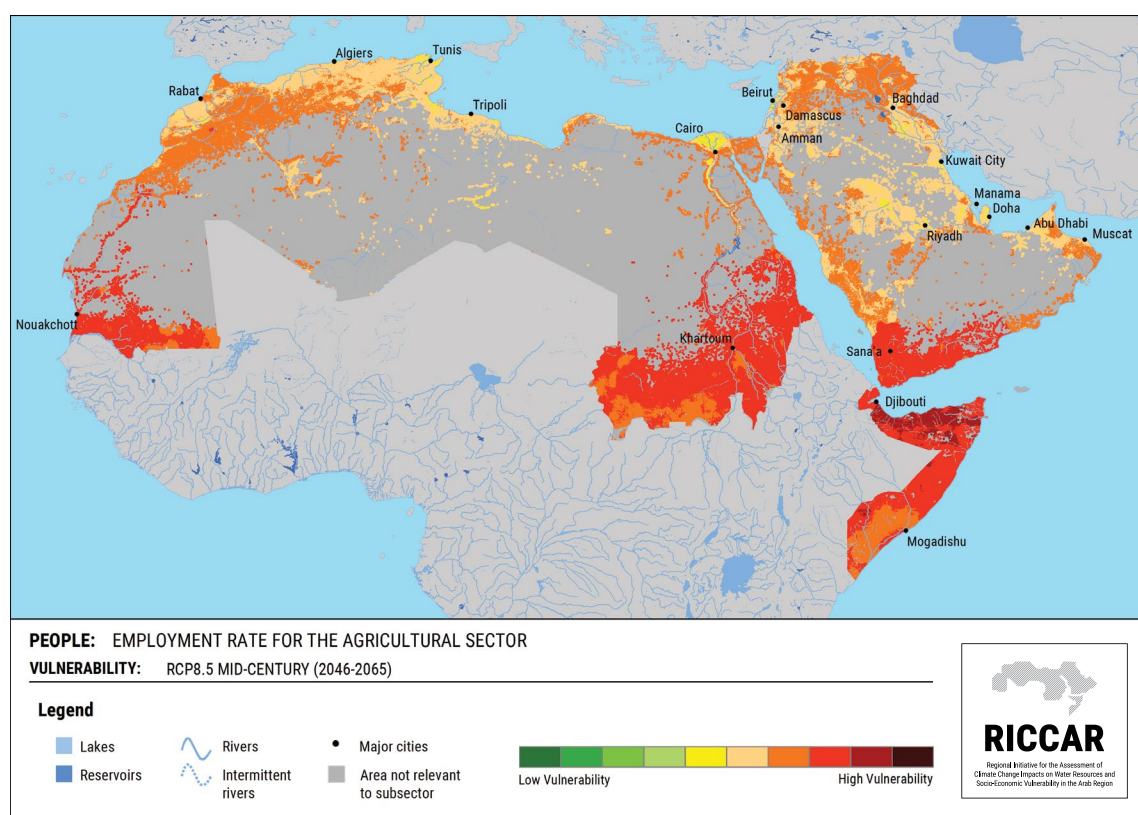 Algiers
Tunis
Rabat
Tripoli
Beirut
Baghdad
Damascus
Cairo
Amman
Kuwait City
Manama
Doha
Abu Dhabi
Riyadh
Muscat
Nouakchott
Khartoum
Sana'a
Djibouti
Mogadishu
PEOPLE: EMPLOYMENT RATE FOR THE AGRICULTURAL SECTOR
VULNERABILITY: RCP8.5 MID-CENTURY (2046-2065)
Legend
Lakes
Reservoirs
Rivers
Intermittent
rivers
Major cities
Area not relevant
to subsector
Low Vulnerability
High Vulnerability
RICCAR
Regional Initiative for the Assessment of
Climate Change Impacts on Water Resources and
Socio-Economic Vulnerability in the Arab Region